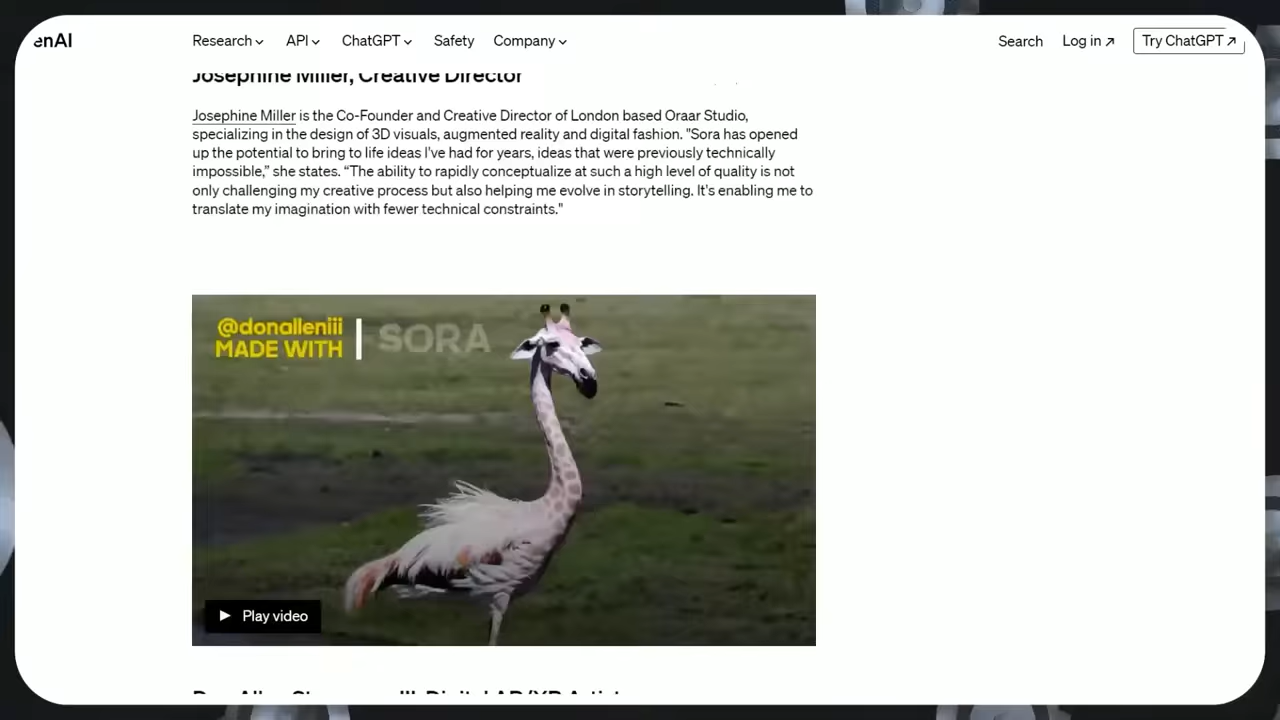 enAI
Research
API
ChatGPT
Safety
Company
Search
Log in ↗
Try ChatGPT ↗
Josephine Miller, Creative Director
Josephine Miller is the Co-Founder and Creative Director of London based Oraar Studio,
specializing in the design of 3D visuals, augmented reality and digital fashion. "Sora has opened
up the potential to bring to life ideas I've had for years, ideas that were previously technically
impossible,” she states. “The ability to rapidly conceptualize at such a high level of quality is not
only challenging my creative process but also helping me evolve in storytelling. It's enabling me to
translate my imagination with fewer technical constraints."
@donalleniii
MADE WITH
SORA
Play video